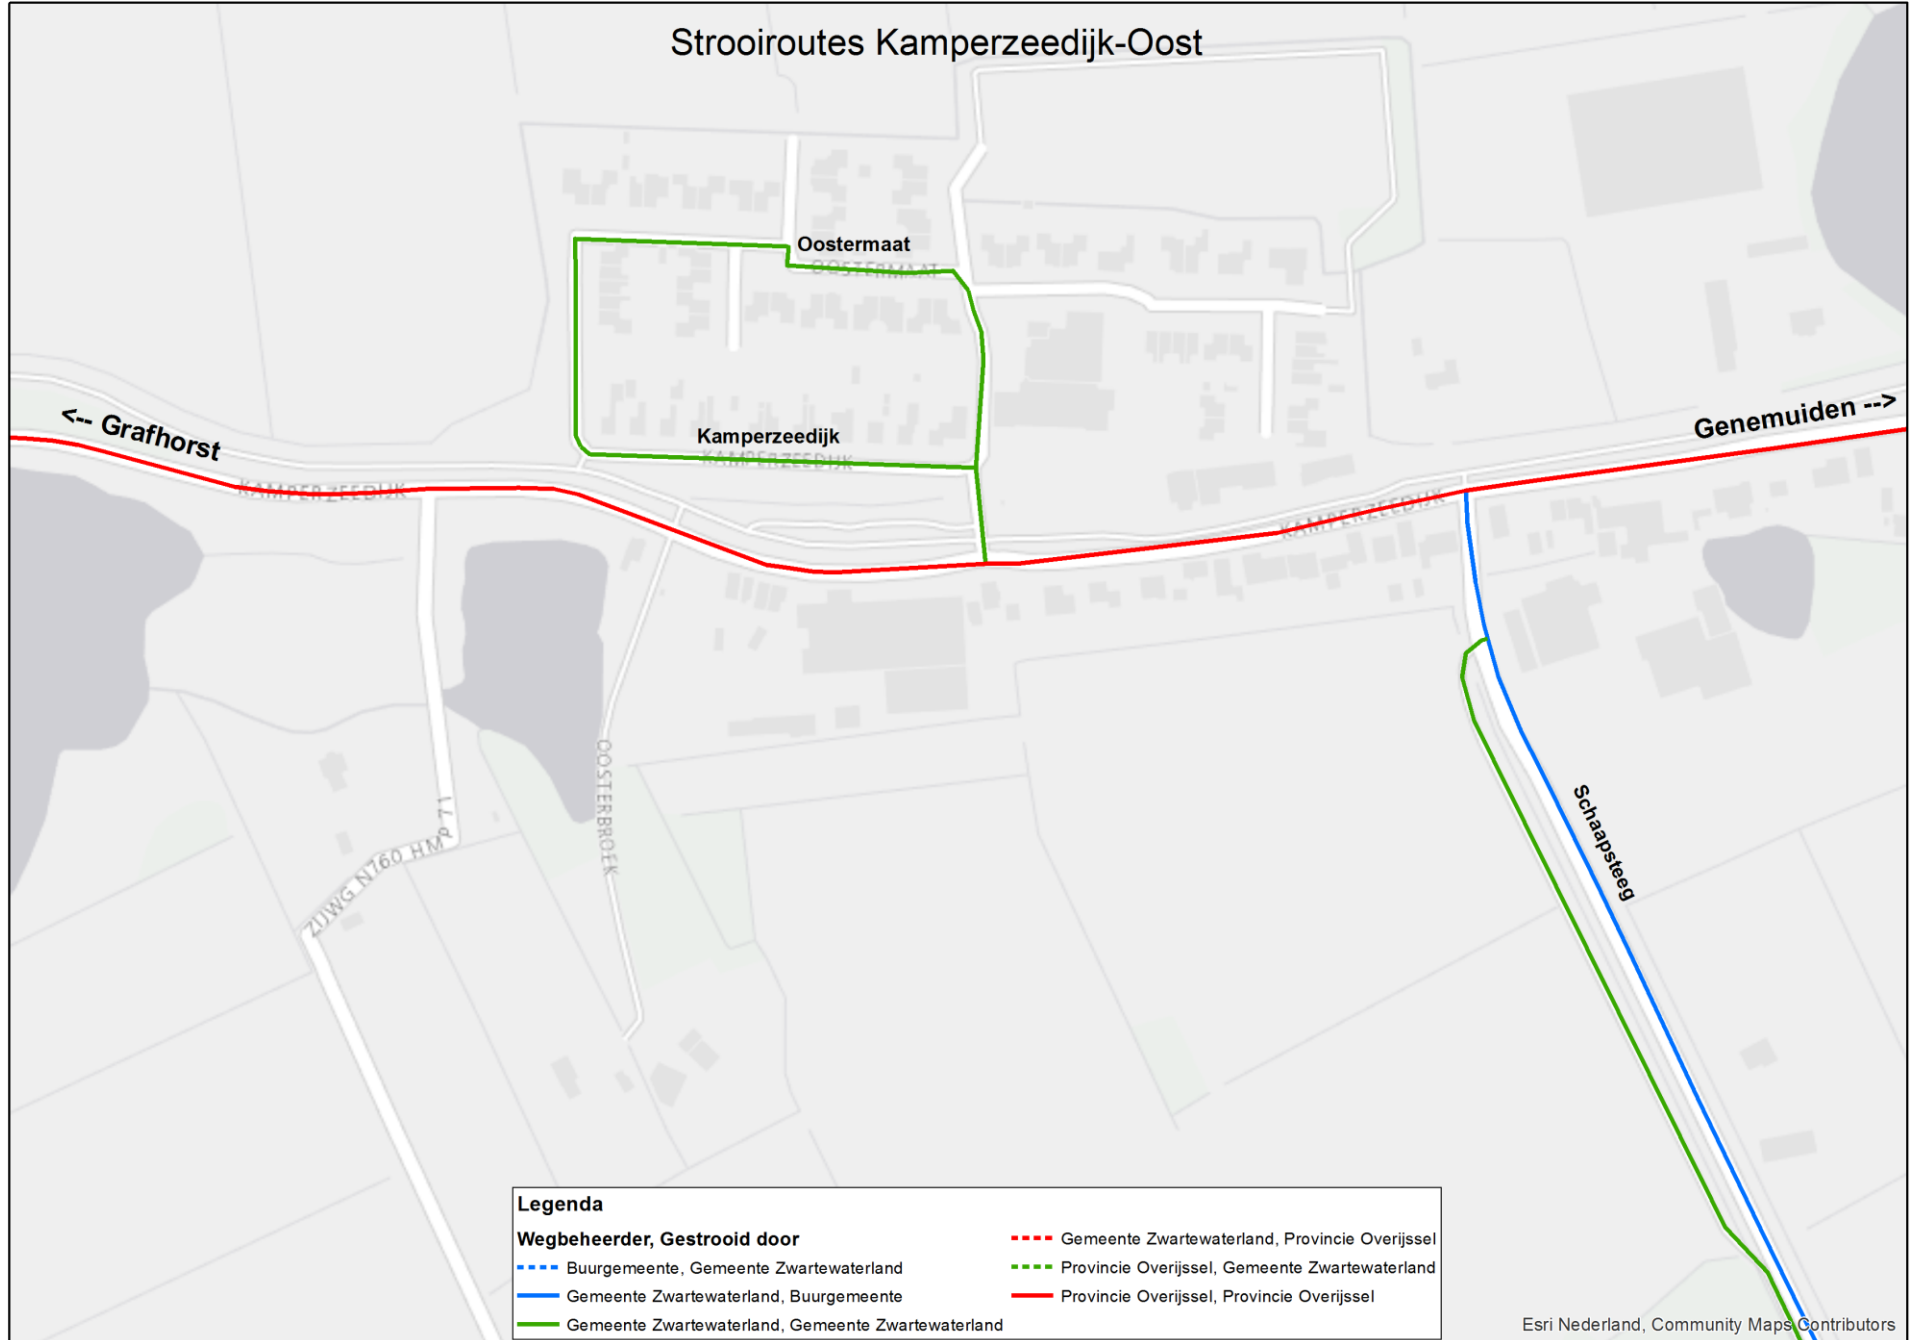 Strooiroutes Kamperzeedijk-Oost
Oostermaat
OOSTERMAAT
<-- Grafhorst
Genemuiden -->
Kamperzeedijk
KAMPERZEEDIJK
KAMPERZEEDIJK
KAMPERZEEDIJK
OOSTERBROEK
ZIJWG N760 HMP 71
Schaapsteeg
Legenda
Wegbeheerder, Gestrooid door
Buurgemeente, Gemeente Zwartewaterland
Gemeente Zwartewaterland, Buurgemeente
Gemeente Zwartewaterland, Gemeente Zwartewaterland
Gemeente Zwartewaterland, Provincie Overijssel
Provincie Overijssel, Gemeente Zwartewaterland
Provincie Overijssel, Provincie Overijssel
Esri Nederland, Community Maps Contributors